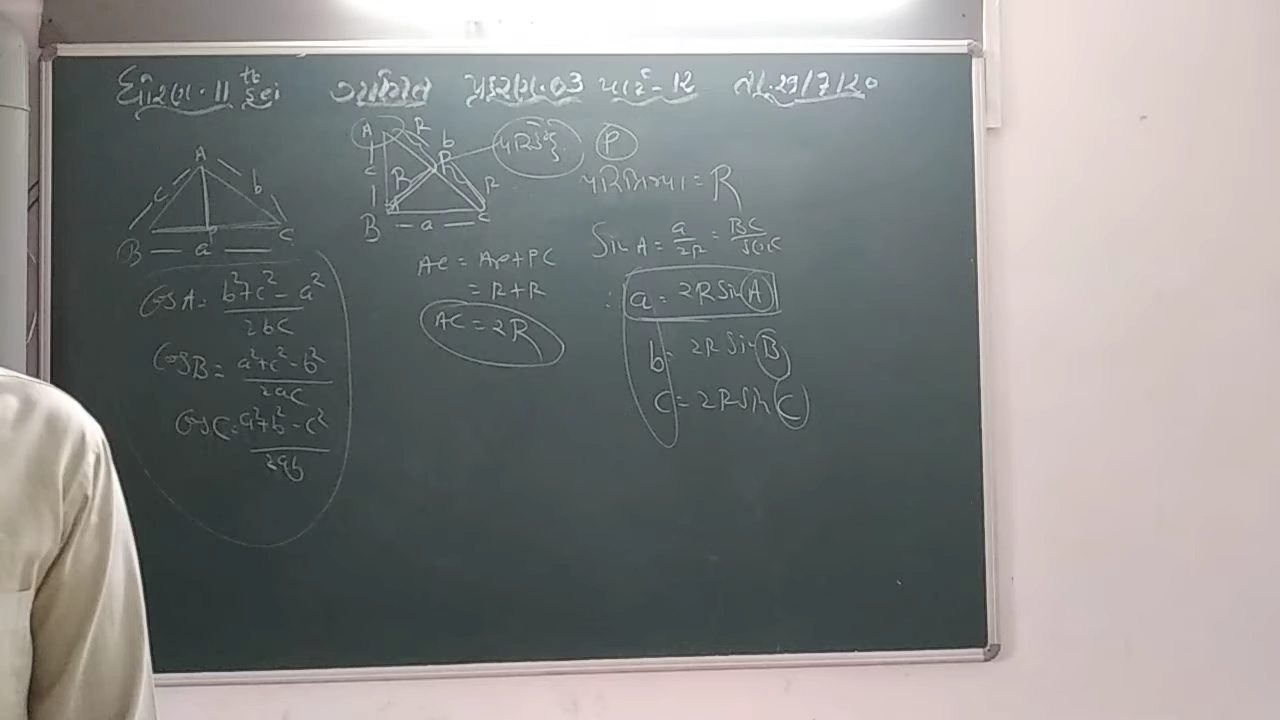 ધોરણ-11 th Sci ગણિત પ્રકરણ-03 પાર્ટ-12 તા.29/7/20
A
c b
B a C
A R
b
c P
R R
B a C
પરિકેન્દ્ર P
પરિત્રિજ્યા = R
Sin A = a/2R = BC/
AC = AP + PC
= R + R
AC = 2R
∴ a = 2R Sin A
b = 2R Sin B
c = 2R Sin C
Cos A = b² + c² - a² / 2bc
Cos B = a² + c² - b² / 2ac
Cos C = a² + b² - c² / 2ab